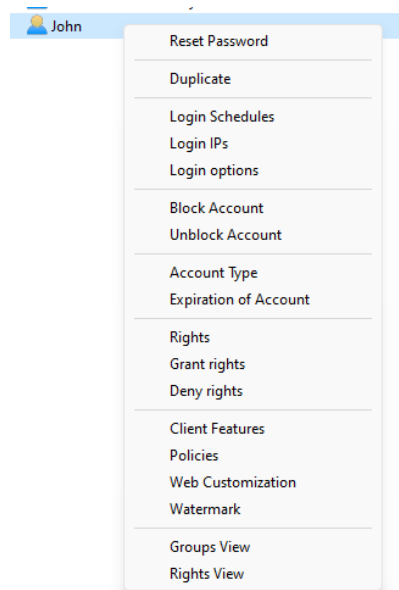 John
Reset Password
Duplicate
Login Schedules
Login IPs
Login options
Block Account
Unblock Account
Account Type
Expiration of Account
Rights
Grant rights
Deny rights
Client Features
Policies
Web Customization
Watermark
Groups View
Rights View